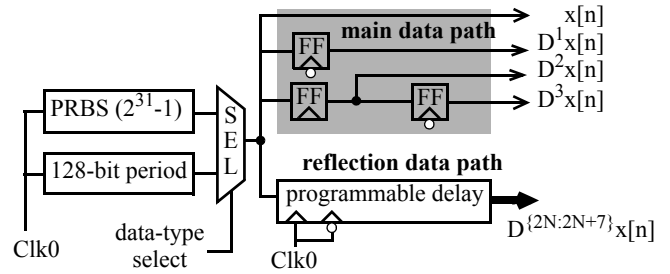 x[n]
main data path
FF
D¹x[n]
D²x[n]
FF
FF
D³x[n]
PRBS (2³¹-1)
SEL
128-bit period
reflection data path
programmable delay
D{2N:2N+7}x[n]
Clk0
data-type
select
Clk0